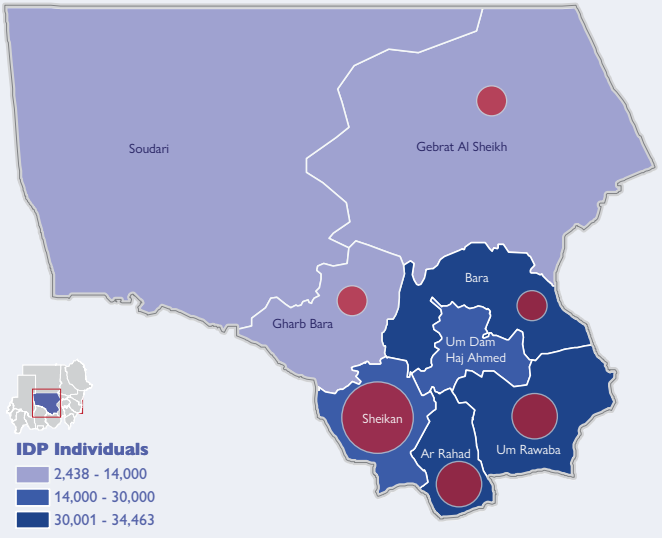 Soudari
Gebrat Al Sheikh
Bara
Gharb Bara
Um Dam
Haj Ahmed
Sheikan
Ar Rahad
Um Rawaba
IDP Individuals
2,438 - 14,000
14,000 - 30,000
30,001 - 34,463